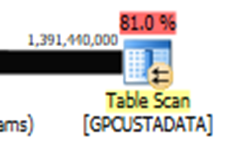 81.0 %
1,391,440,000
Table Scan
ams) [GPCUSTADATA]